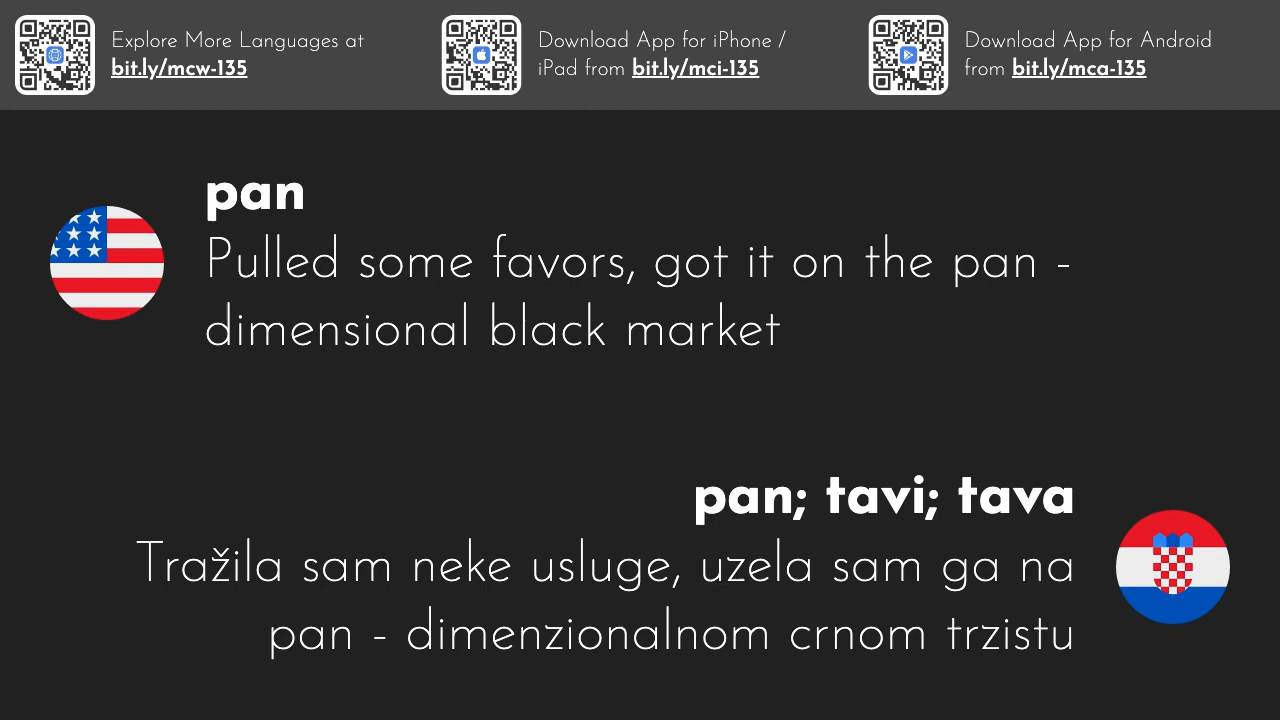 Explore More Languages at
bit.ly/mcw-135
Download App for iPhone /
iPad from bit.ly/mci-135
Download App for Android
from bit.ly/mca-135
pan
Pulled some favors, got it on the pan -
dimensional black market
pan; tavi; tava
Tražila sam neke usluge, uzela sam ga na
pan - dimenzionalnom crnom trzistu